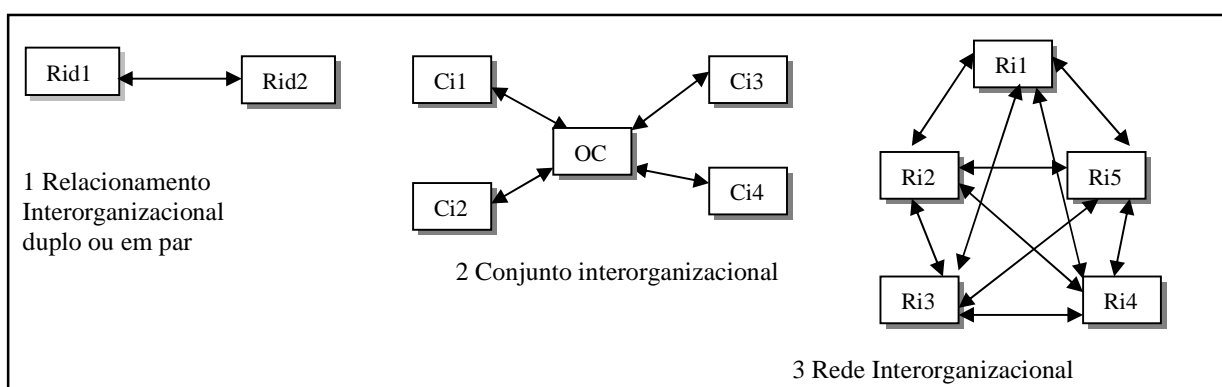 Rid1
Rid2
1 Relacionamento
Interorganizacional
duplo ou em par
Ci1
Ci3
OC
Ci2
Ci4
2 Conjunto interorganizacional
Ri1
Ri2
Ri5
Ri3
Ri4
3 Rede Interorganizacional